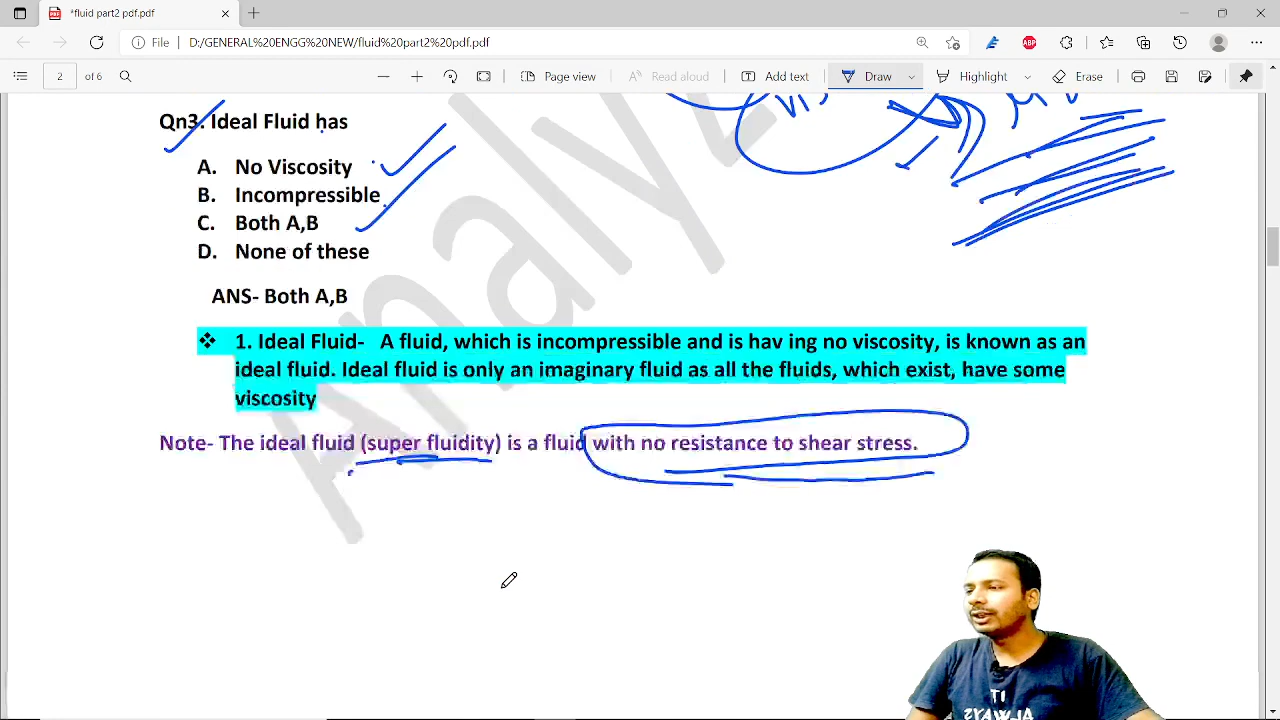 *fluid part2 pdf.pdf
File
D:/GENERAL%20ENGG%20NEW/fluid%20part2%20pdf.pdf
ABP
2 of 6
Page view
Read aloud
Add text
Draw
Highlight
Erase
Qn3. Ideal Fluid has
A. No Viscosity
B. Incompressible
C. Both A,B
D. None of these
ANS- Both A,B
❖ 1. Ideal Fluid- A fluid, which is incompressible and is hav ing no viscosity, is known as an
ideal fluid. Ideal fluid is only an imaginary fluid as all the fluids, which exist, have some
viscosity
Note- The ideal fluid (super fluidity) is a fluid with no resistance to shear stress.